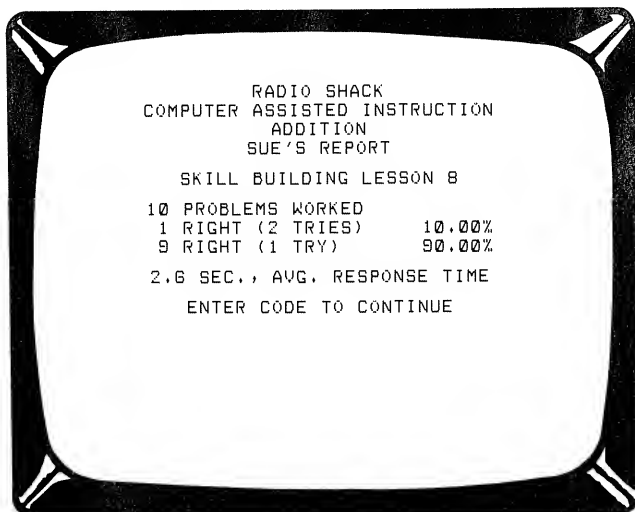 RADIO SHACK
COMPUTER ASSISTED INSTRUCTION
ADDITION
SUE'S REPORT
SKILL BUILDING LESSON 8
10 PROBLEMS WORKED
1 RIGHT (2 TRIES) 10.00%
9 RIGHT (1 TRY) 90.00%
2.6 SEC., AVG. RESPONSE TIME
ENTER CODE TO CONTINUE